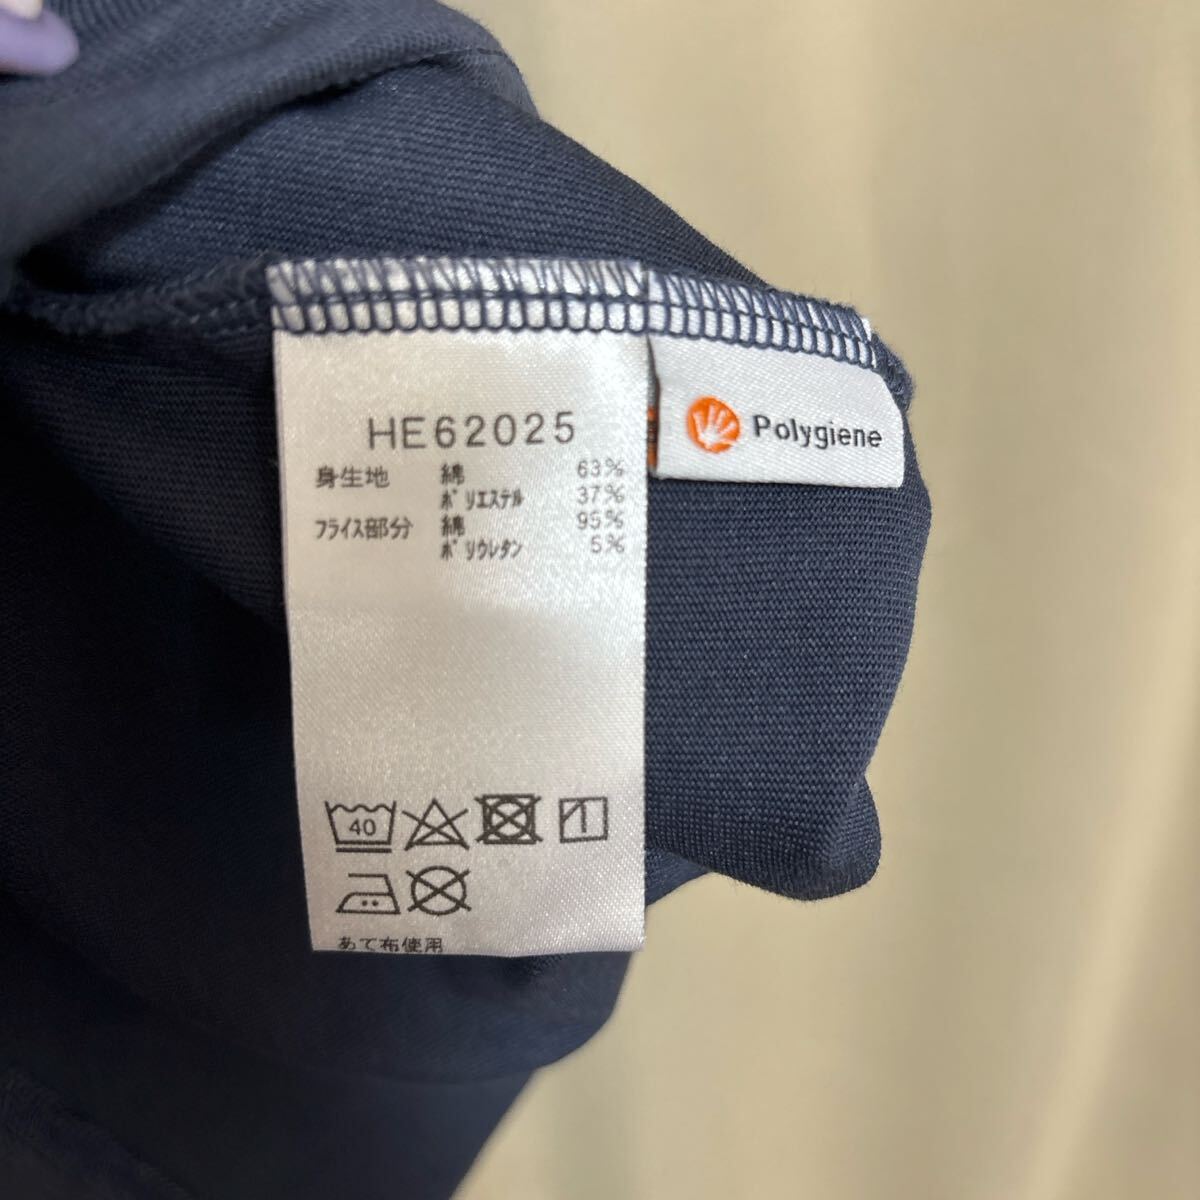 HE62025
身生地 綿 63%
ポリエステル 37%
フライス部分 綿 95%
ポリウレタン 5%
40
あて布使用
Polygiene